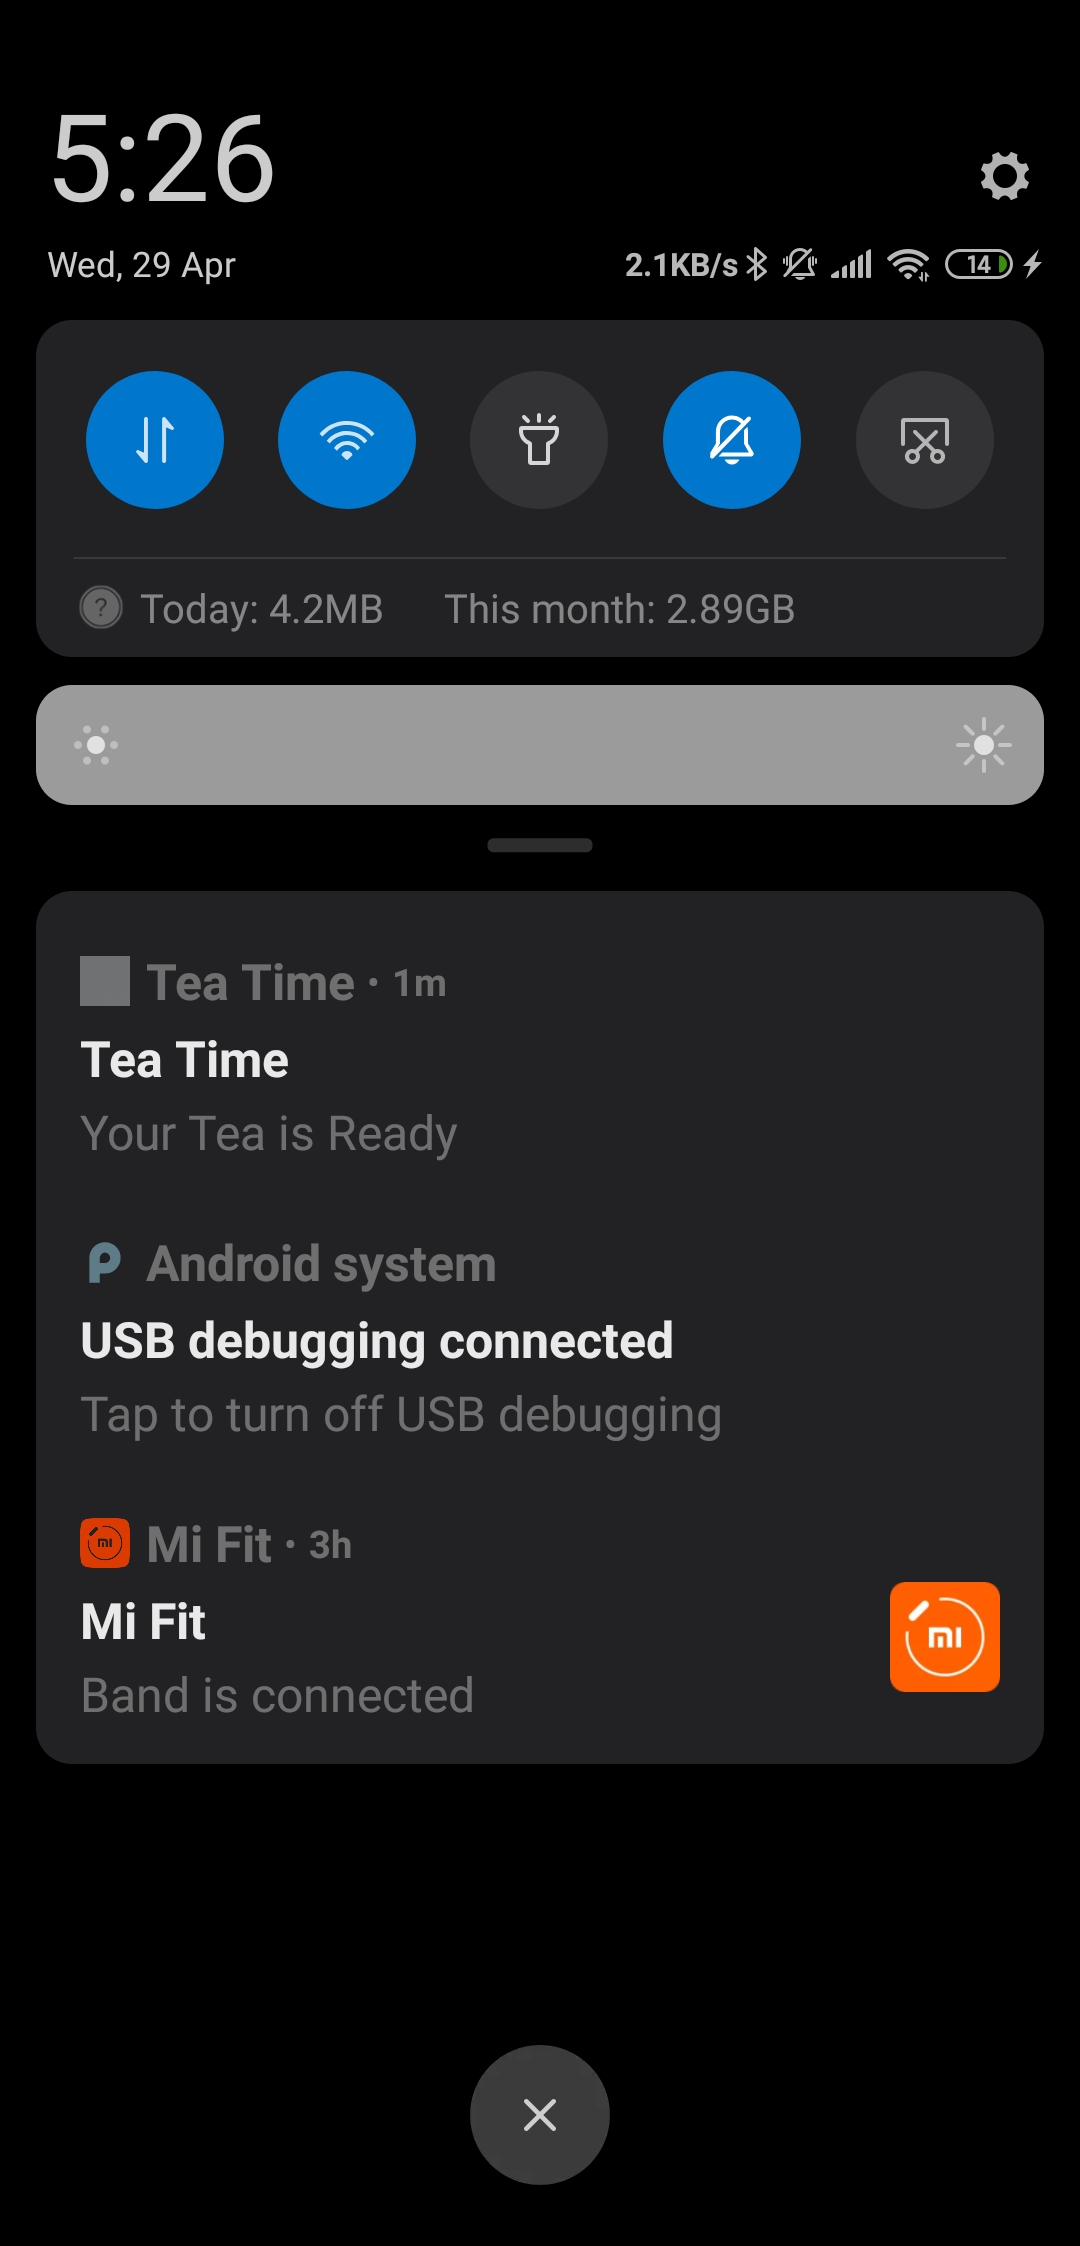 5:26
Wed, 29 Apr
2.1KB/s 14
Today: 4.2MB This month: 2.89GB
Tea Time • 1m
Tea Time
Your Tea is Ready
Android system
USB debugging connected
Tap to turn off USB debugging
Mi Fit • 3h
Mi Fit
Band is connected